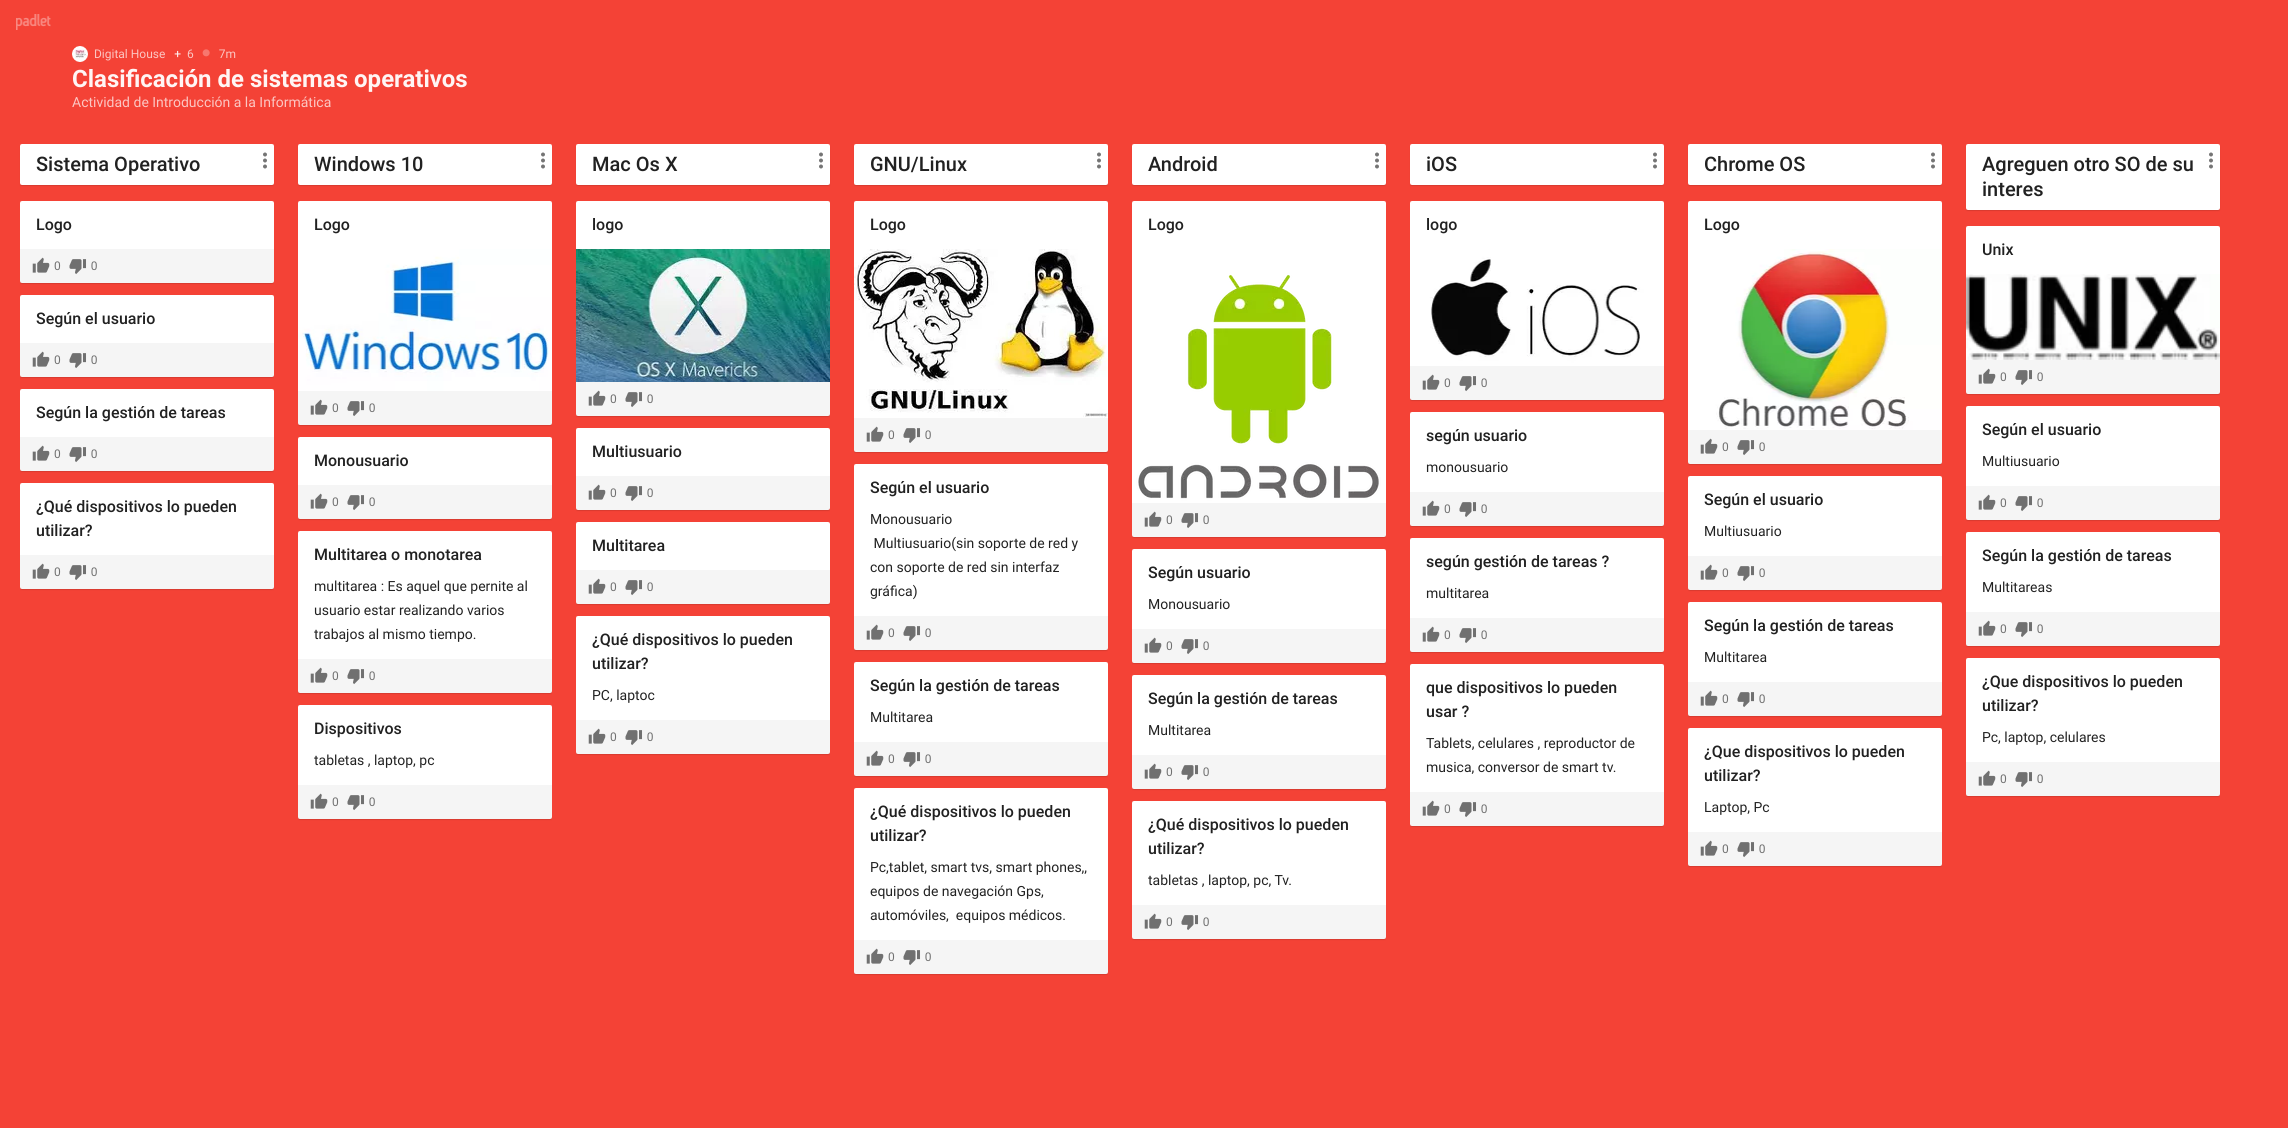 padlet
Digital House + 6 7m
Clasificación de sistemas operativos
Actividad de Introducción a la Informática
Sistema Operativo
Logo
0 0
Según el usuario
0 0
Según la gestión de tareas
0 0
¿Qué dispositivos lo pueden
utilizar?
0 0
Windows 10
Logo
Windows 10
0 0
Monousuario
0 0
Multitarea o monotarea
multitarea : Es aquel que pernite al
usuario estar realizando varios
trabajos al mismo tiempo.
0 0
Dispositivos
tabletas , laptop, pc
0 0
Mac Os X
logo
X
OS X Mavericks
0 0
Multiusuario
0 0
Multitarea
0 0
¿Qué dispositivos lo pueden
utilizar?
PC, laptoc
0 0
GNU/Linux
Logo
GNU/Linux
0 0
Según el usuario
Monousuario
Multiusuario(sin soporte de red y
con soporte de red sin interfaz
gráfica)
0 0
Según la gestión de tareas
Multitarea
0 0
¿Qué dispositivos lo pueden
utilizar?
Pc,tablet, smart tvs, smart phones,,
equipos de navegación Gps,
automóviles,  equipos médicos.
0 0
Android
Logo
ANDROID
0 0
Según usuario
Monousuario
0 0
Según la gestión de tareas
Multitarea
0 0
¿Qué dispositivos lo pueden
utilizar?
tabletas , laptop, pc, Tv.
0 0
iOS
logo
iOS
0 0
según usuario
monousuario
0 0
según gestión de tareas ?
multitarea
0 0
que dispositivos lo pueden
usar ?
Tablets, celulares , reproductor de
musica, conversor de smart tv.
0 0
Chrome OS
Logo
Chrome OS
0 0
Según el usuario
Multiusuario
0 0
Según la gestión de tareas
Multitarea
0 0
¿Que dispositivos lo pueden
utilizar?
Laptop, Pc
0 0
Agreguen otro SO de su
interes
Unix
UNIX®
0 0
Según el usuario
Multiusuario
0 0
Según la gestión de tareas
Multitareas
0 0
¿Que dispositivos lo pueden
utilizar?
Pc, laptop, celulares
0 0